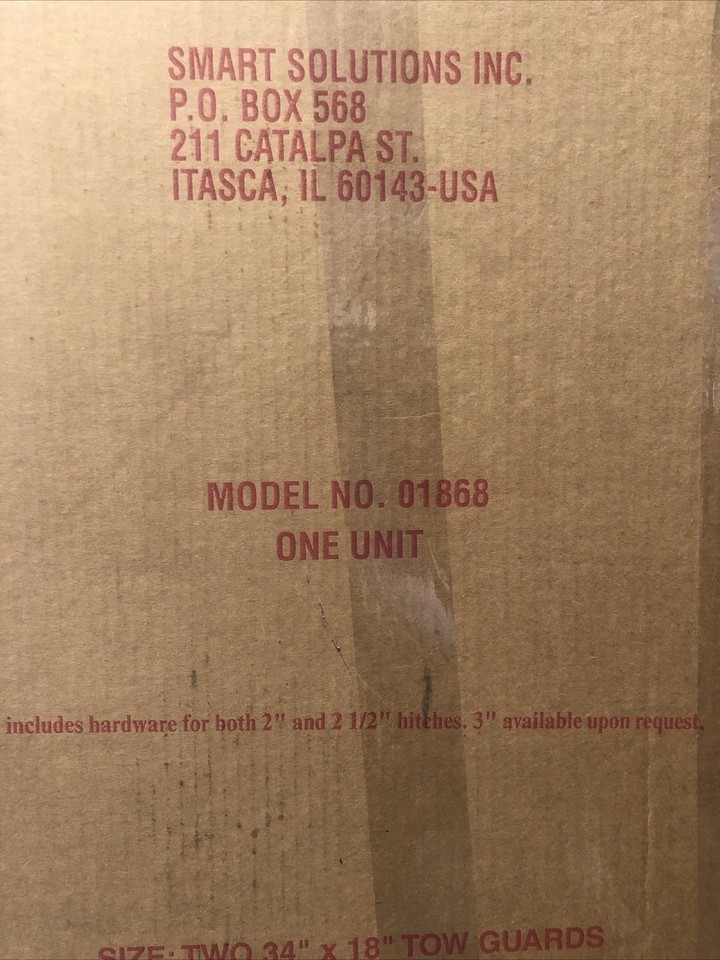 SMART SOLUTIONS INC.
P.O. BOX 568
211 CATALPA ST.
ITASCA, IL 60143-USA
MODEL NO. 01868
ONE UNIT
includes hardware for both 2" and 2 1/2" hitches. 3" available upon request.
SIZE: TWO 34" x 18" TOW GUARDS